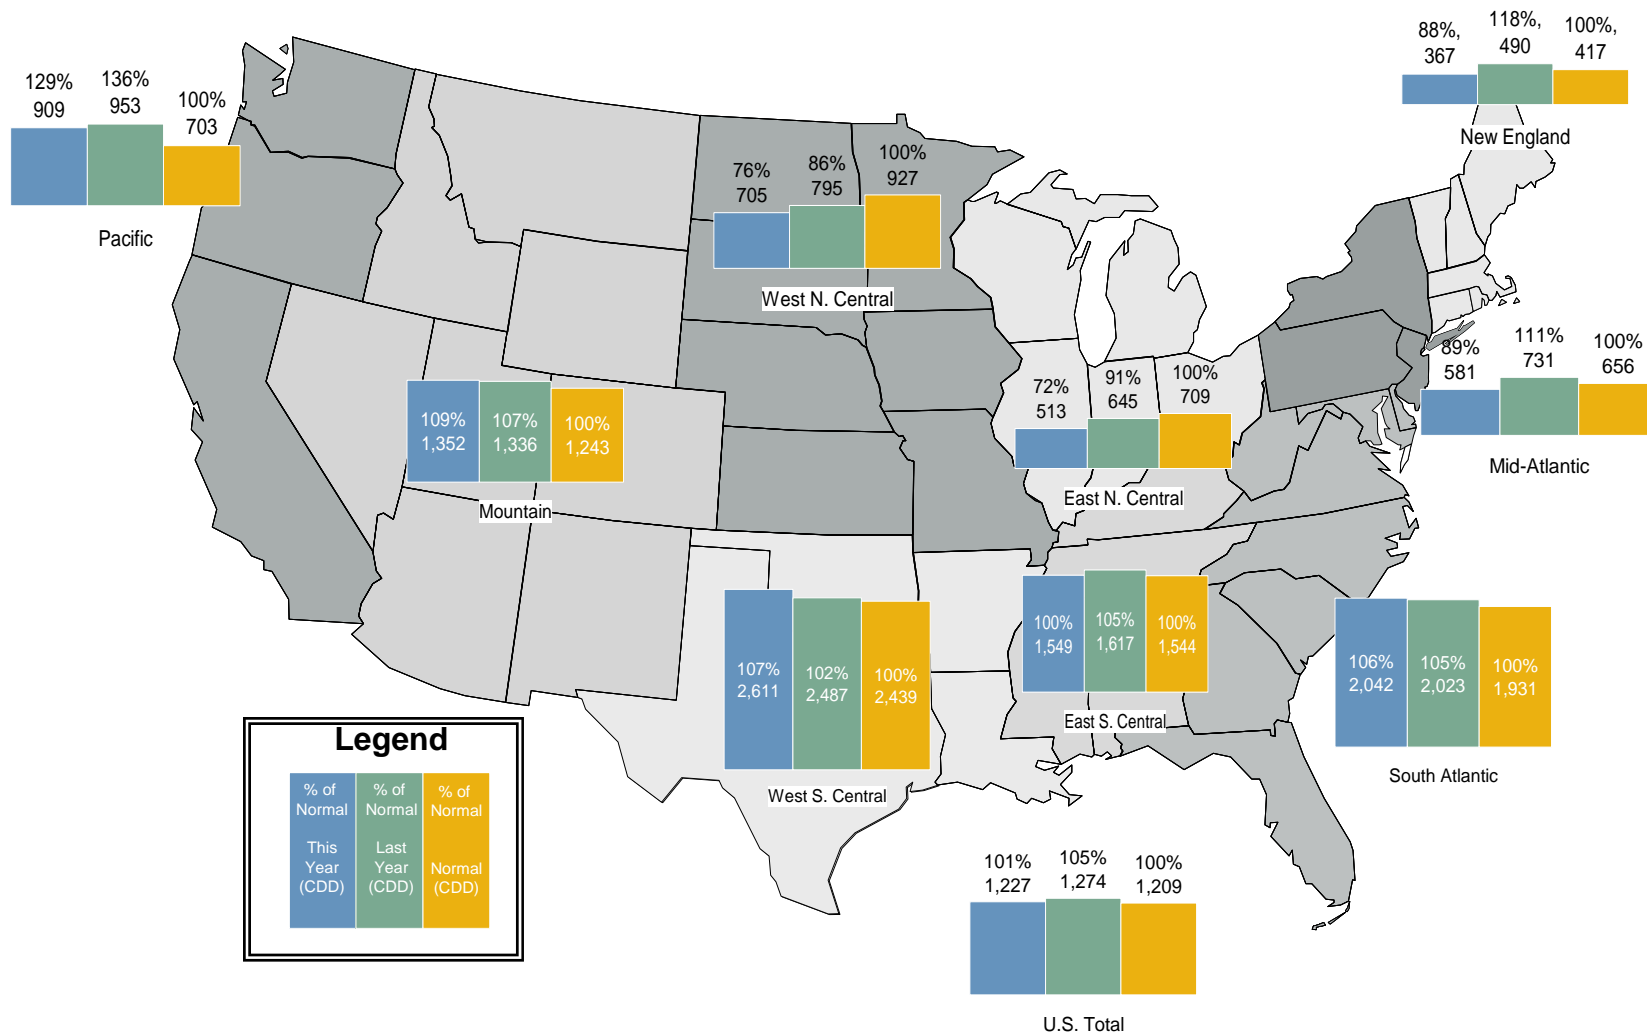 129%
909
136%
953
100%
703
Pacific
76%
705
86%
795
100%
927
West N. Central
88%,
367
118%,
490
100%,
417
New England
89%
581
111%
731
100%
656
Mid-Atlantic
72%
513
91%
645
100%
709
East N. Central
109%
1,352
107%
1,336
100%
1,243
Mountain
107%
2,611
102%
2,487
100%
2,439
West S. Central
100%
1,549
105%
1,617
100%
1,544
East S. Central
106%
2,042
105%
2,023
100%
1,931
South Atlantic
Legend
% of
Normal
This
Year
(CDD)
% of
Normal
Last
Year
(CDD)
% of
Normal
Normal
(CDD)
101%
1,227
105%
1,274
100%
1,209
U.S. Total